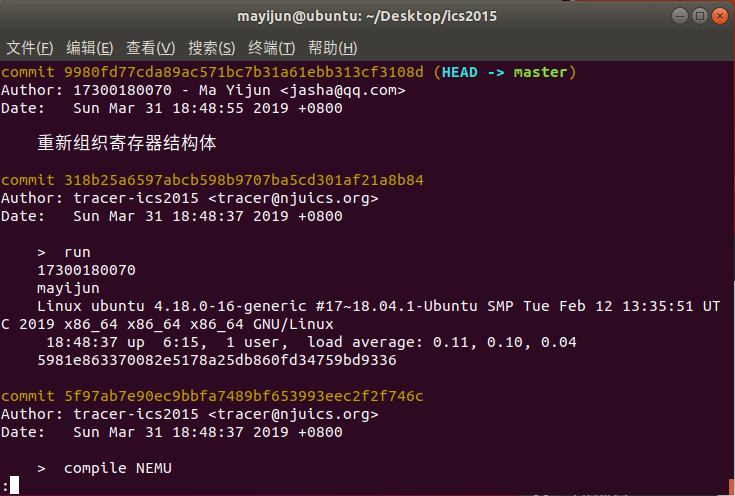 mayijun@ubuntu: ~/Desktop/ics2015
文件(F) 编辑(E) 查看(V) 搜索(S) 终端(T) 帮助(H)
commit 9980fd77cda89ac571bc7b31a61ebb313cf3108d (HEAD -> master)
Author: 17300180070 - Ma Yijun <jasha@qq.com>
Date:   Sun Mar 31 18:48:55 2019 +0800
重新组织寄存器结构体
commit 318b25a6597abcb598b9707ba5cd301af21a8b84
Author: tracer-ics2015 <tracer@njuics.org>
Date:   Sun Mar 31 18:48:37 2019 +0800
>  run
17300180070
mayijun
Linux ubuntu 4.18.0-16-generic #17~18.04.1-Ubuntu SMP Tue Feb 12 13:35:51 UT
C 2019 x86_64 x86_64 x86_64 GNU/Linux
18:48:37 up  6:15,  1 user,  load average: 0.11, 0.10, 0.04
5981e863370082e5178a25db860fd34759bd9336
commit 5f97ab7e90ec9bbfa7489bf653993eec2f2f746c
Author: tracer-ics2015 <tracer@njuics.org>
Date:   Sun Mar 31 18:48:37 2019 +0800
>  compile NEMU
: